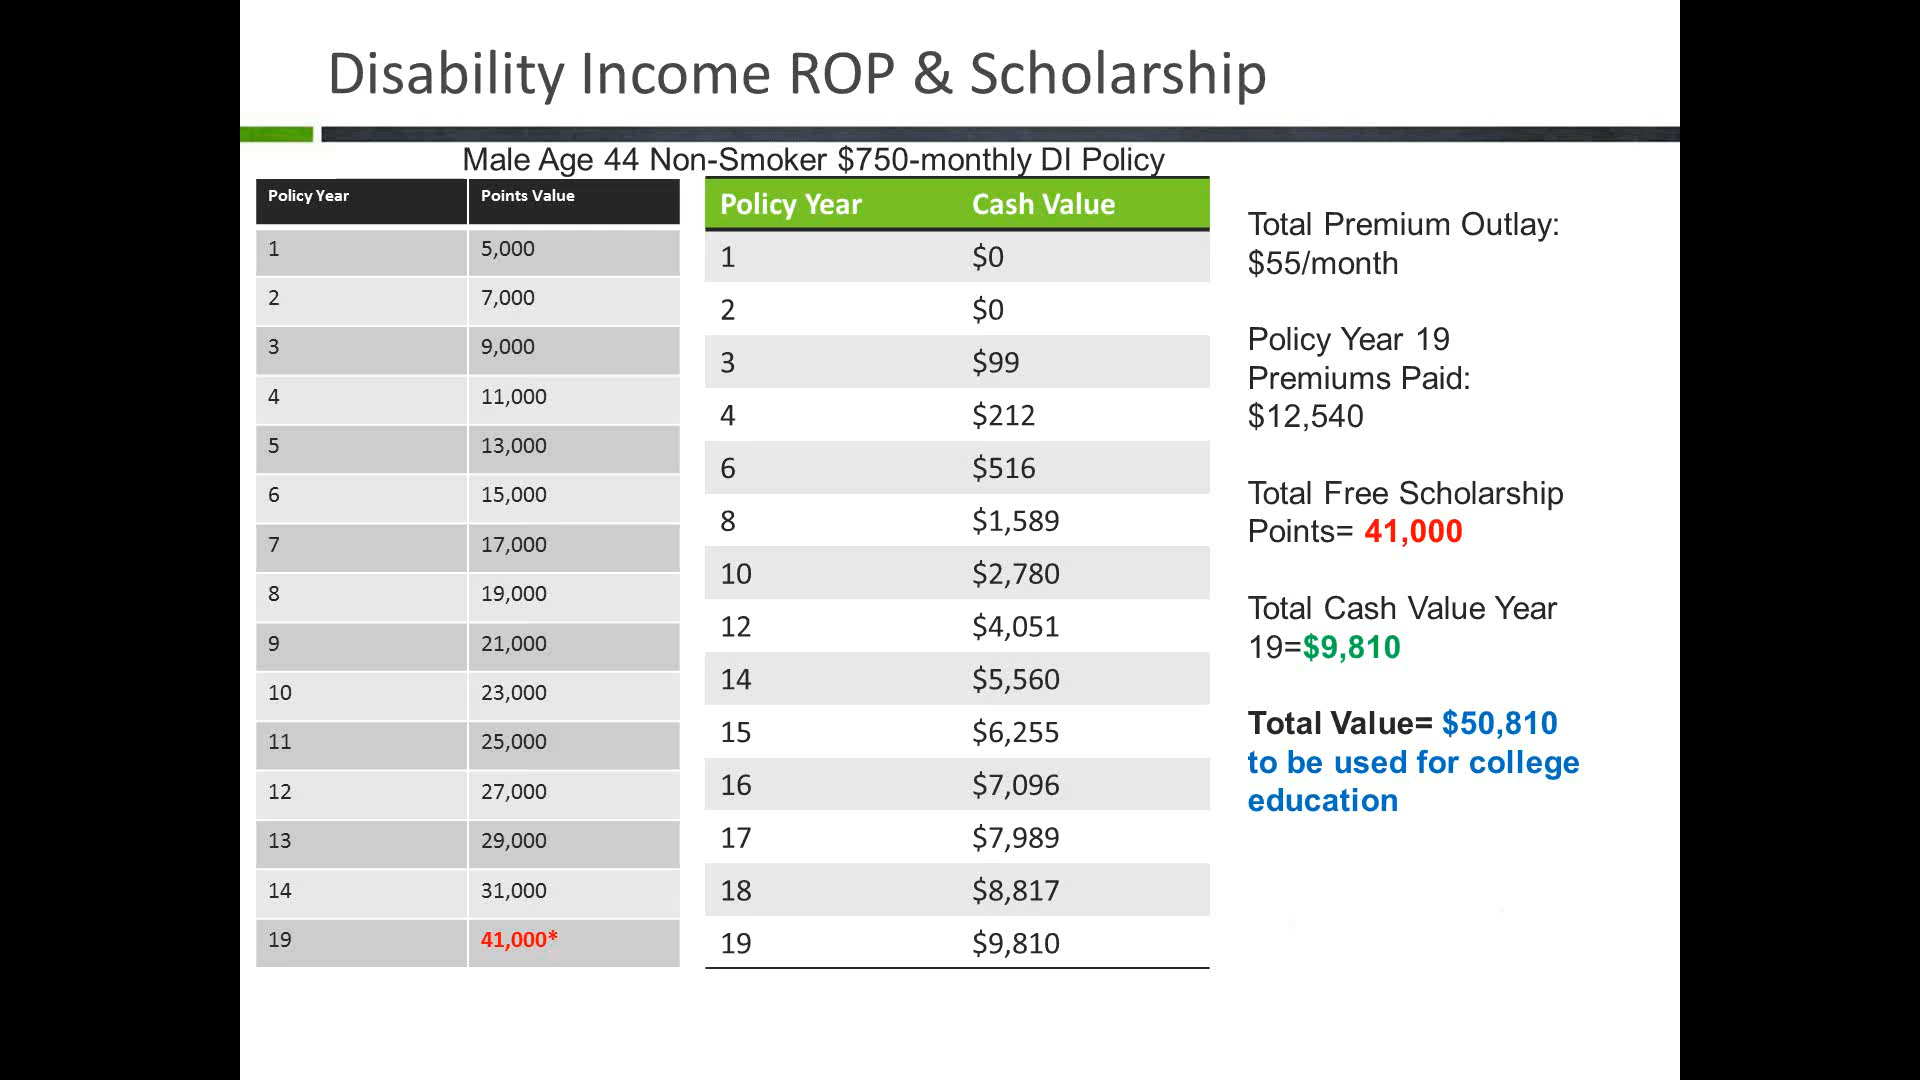 Disability Income ROP & Scholarship
Male Age 44 Non-Smoker $750-monthly DI Policy
Policy Year Points Value
1 5,000
2 7,000
3 9,000
4 11,000
5 13,000
6 15,000
7 17,000
8 19,000
9 21,000
10 23,000
11 25,000
12 27,000
13 29,000
14 31,000
19 41,000*
Policy Year Cash Value
1 $0
2 $0
3 $99
4 $212
6 $516
8 $1,589
10 $2,780
12 $4,051
14 $5,560
15 $6,255
16 $7,096
17 $7,989
18 $8,817
19 $9,810
Total Premium Outlay:
$55/month
Policy Year 19
Premiums Paid:
$12,540
Total Free Scholarship
Points= 41,000
Total Cash Value Year
19=$9,810
Total Value= $50,810
to be used for college
education